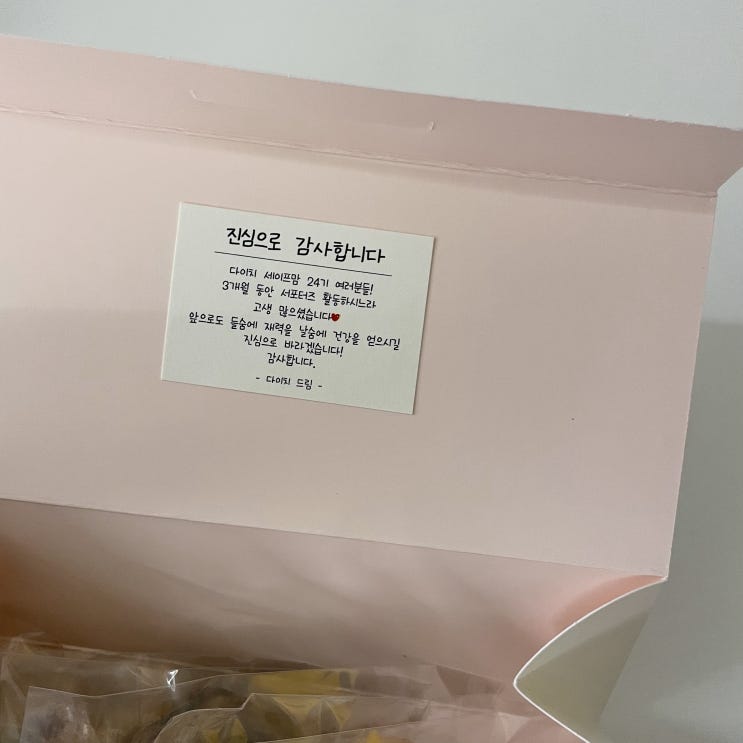 진심으로 감사합니다
다이치 세이프맘 24기 여러분들!
3개월 동안 서포터즈 활동하시느라
고생 많으셨습니다❤
앞으로도 들숨에 재력을 날숨에 건강을 얻으시길
진심으로 바라겠습니다!
감사합니다.
- 다이치 드림 -